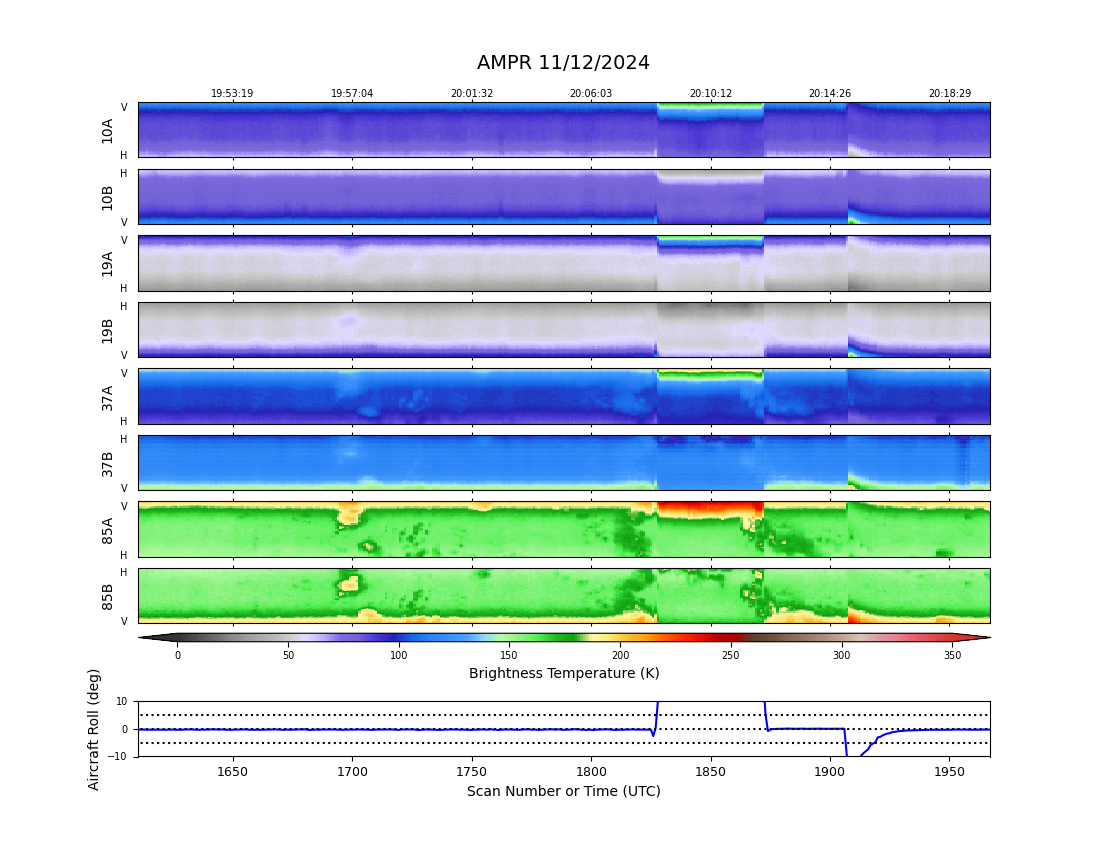 AMPR 11/12/2024
19:53:19 19:57:04 20:01:32 20:06:03 20:10:12 20:14:26 20:18:29
V
10A
H
H
10B
V
V
19A
H
H
19B
V
V
37A
H
H
37B
V
V
85A
H
H
85B
V
0 50 100 150 200 250 300 350
Brightness Temperature (K)
Aircraft Roll (deg)
10
0
−10
1650 1700 1750 1800 1850 1900 1950
Scan Number or Time (UTC)